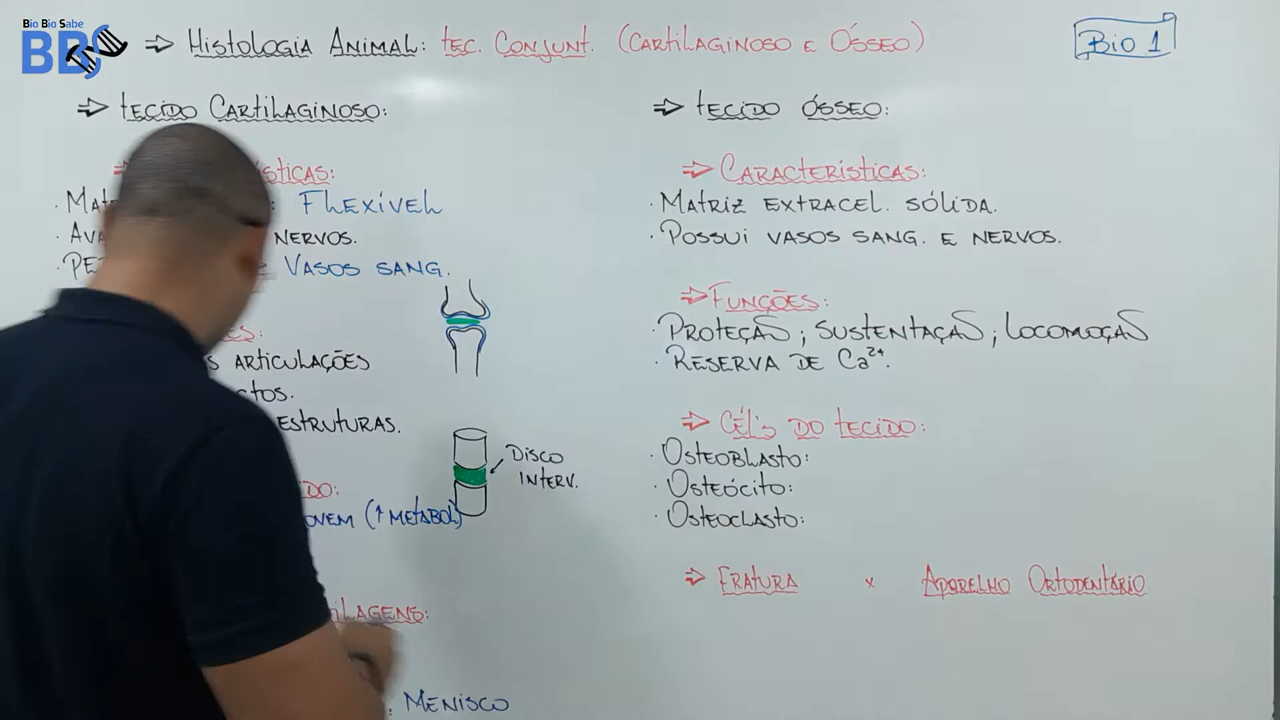 Bio Bio Sabe
BBS
⇒ Histologia Animal: tec. Conjunt. (Cartilaginoso e Ósseo)
Bio 1
⇒ tecido Cartilaginoso:
Flexível
nervos.
Vasos sang.
articulações
estruturas.
Disco
interv.
(↑ metabol)
Menisco
⇒ tecido ósseo:
⇒ Características:
· Matriz extracel. sólida.
· Possui vasos sang. e nervos.
⇒ Funções:
· Proteção; sustentação; locomoção
· Reserva de Ca²⁺.
⇒ Cél's do tecido:
· Osteoblasto:
· Osteócito:
· Osteoclasto:
⇒ Fratura x Aparelho Ortodentário